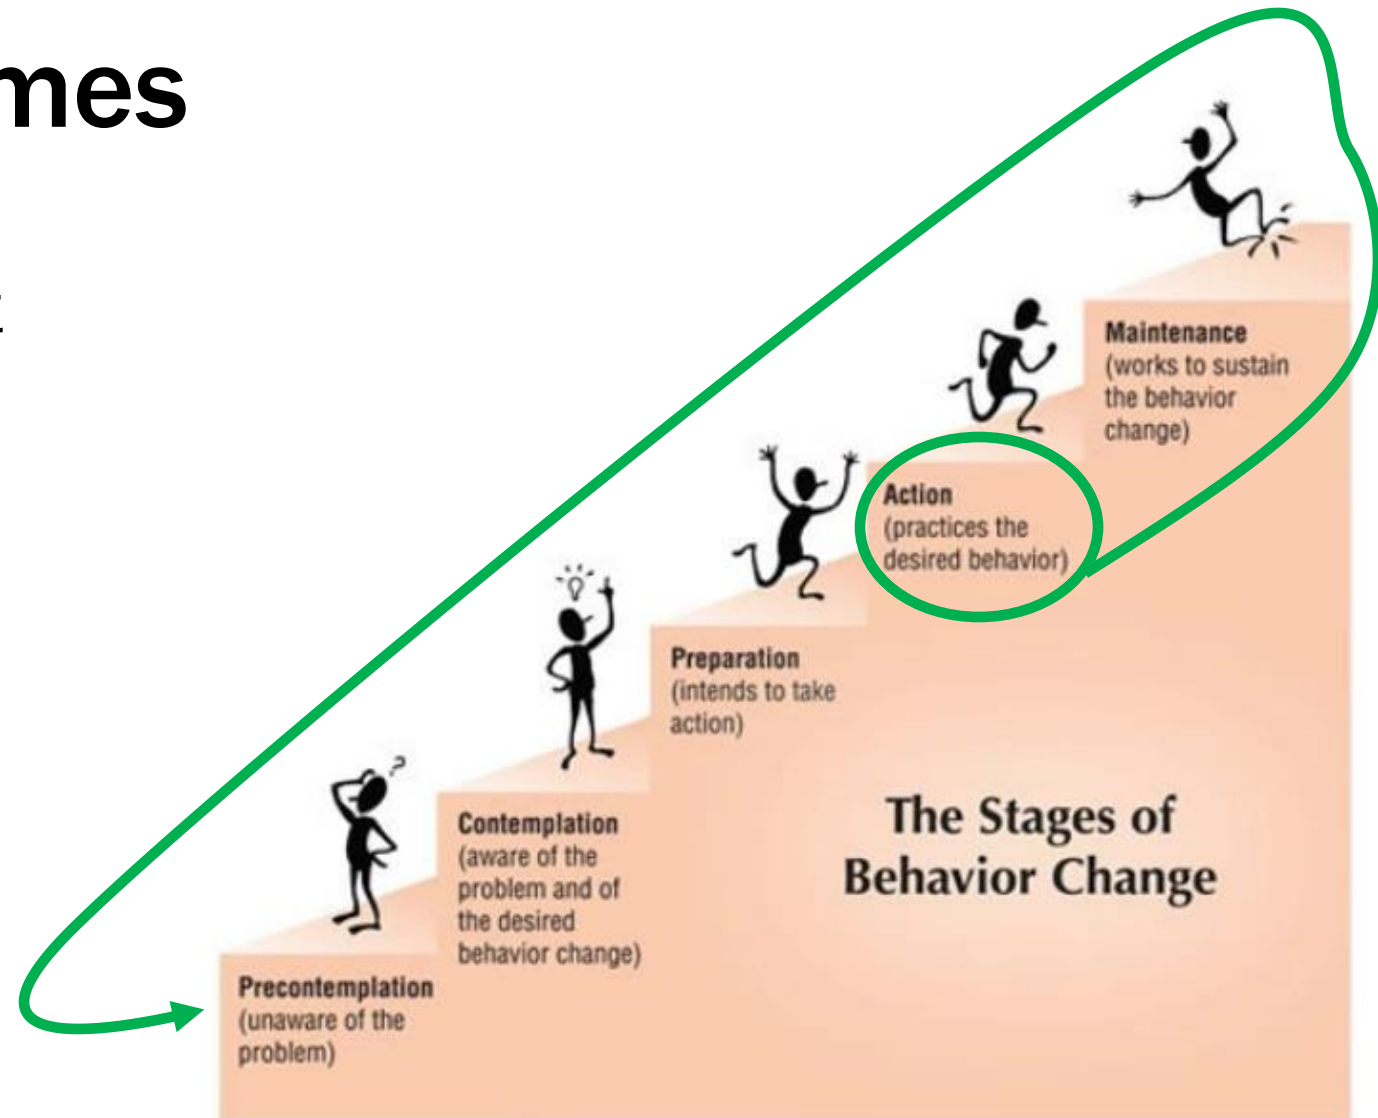 mes
Maintenance
(works to sustain
the behavior
change)
Action
(practices the
desired behavior)
Preparation
(intends to take
action)
Contemplation
(aware of the
problem and of
the desired
behavior change)
Precontemplation
(unaware of the
problem)
The Stages of
Behavior Change
?